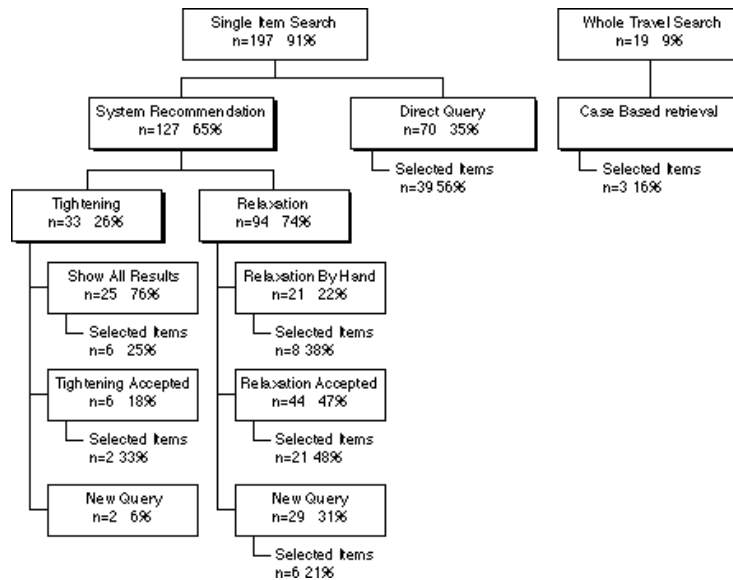 Single Item Search
n=197 91%
Whole Travel Search
n=19 9%
System Recommendation
n=127 65%
Direct Query
n=70 35%
Case Based retrieval
Selected Items
n=39 56%
Selected Items
n=3 16%
Tightening
n=33 26%
Relaxation
n=94 74%
Show All Results
n=25 76%
Selected Items
n=6 25%
Tightening Accepted
n=6 18%
Selected Items
n=2 33%
New Query
n=2 6%
Relaxation By Hand
n=21 22%
Selected Items
n=8 38%
Relaxation Accepted
n=44 47%
Selected Items
n=21 48%
New Query
n=29 31%
Selected Items
n=6 21%